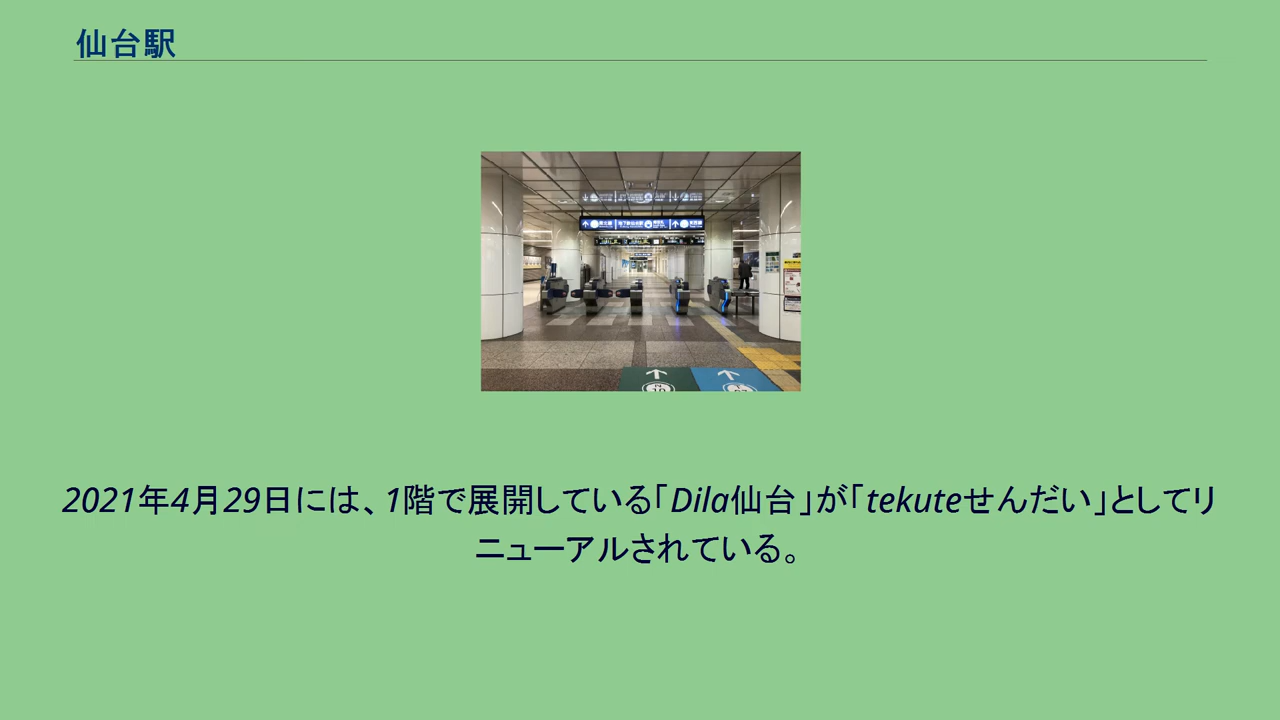 仙台駅
2021年4月29日には、1階で展開している「Dila仙台」が「tekuteせんだい」としてリ
ニューアルされている。